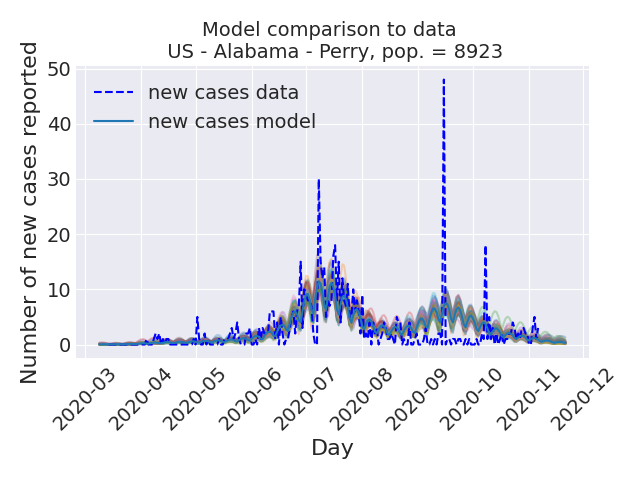 Model comparison to data
US - Alabama - Perry, pop. = 8923
Number of new cases reported
50
40
30
20
10
0
new cases data
new cases model
2020-03
2020-04
2020-05
2020-06
2020-07
2020-08
2020-09
2020-10
2020-11
2020-12
Day